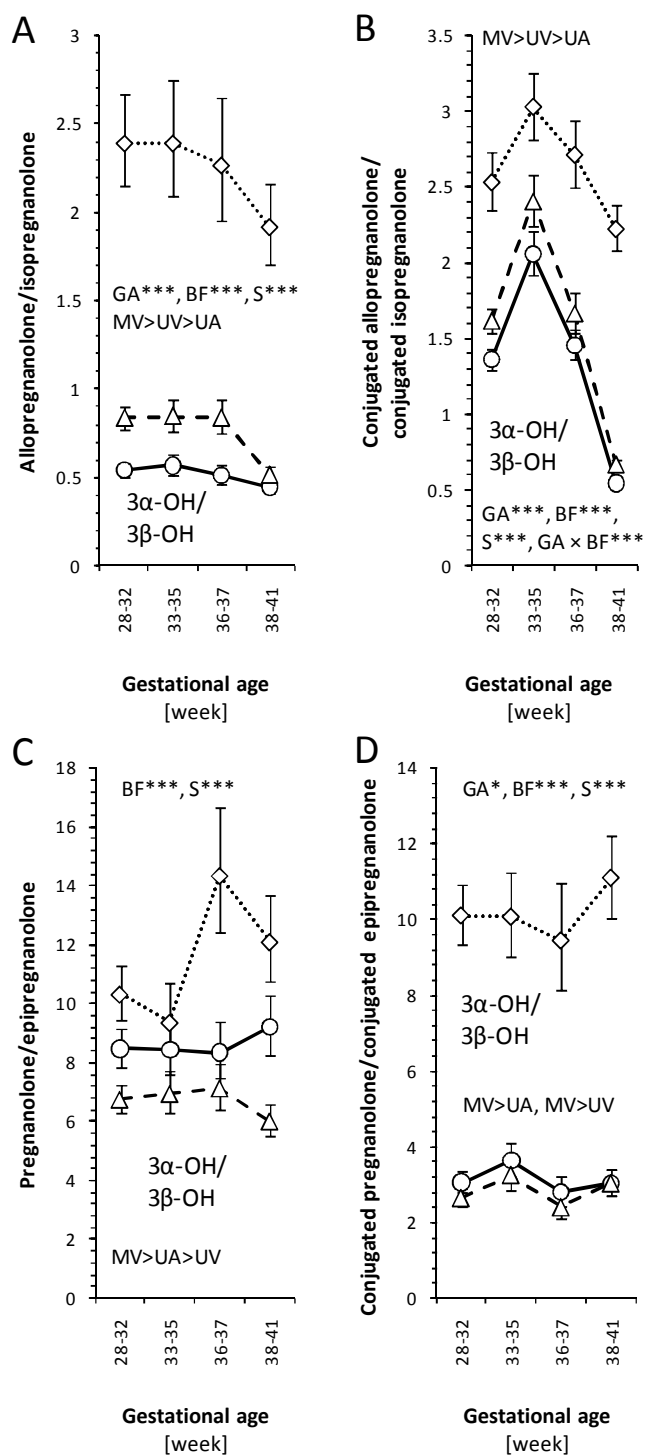 A
Allopregnanolone/isopregnanolone
3
2.5
2
1.5
1
0.5
0
GA***, BF***, S***
MV>UV>UA
3α-OH/
3β-OH
28-32
33-35
36-37
38-41
Gestational age
[week]
B
Conjugated allopregnanolone/
conjugated isopregnanolone
3.5
3
2.5
2
1.5
1
0.5
0
MV>UV>UA
3α-OH/
3β-OH
GA***, BF***,
S***, GA × BF***
28-32
33-35
36-37
38-41
Gestational age
[week]
C
Pregnanolone/epipregnanolone
18
16
14
12
10
8
6
4
2
0
BF***, S***
3α-OH/
3β-OH
MV>UA>UV
28-32
33-35
36-37
38-41
Gestational age
[week]
D
Conjugated pregnanolone/conjugated epipregnanolone
14
12
10
8
6
4
2
0
GA*, BF***, S***
3α-OH/
3β-OH
MV>UA, MV>UV
28-32
33-35
36-37
38-41
Gestational age
[week]